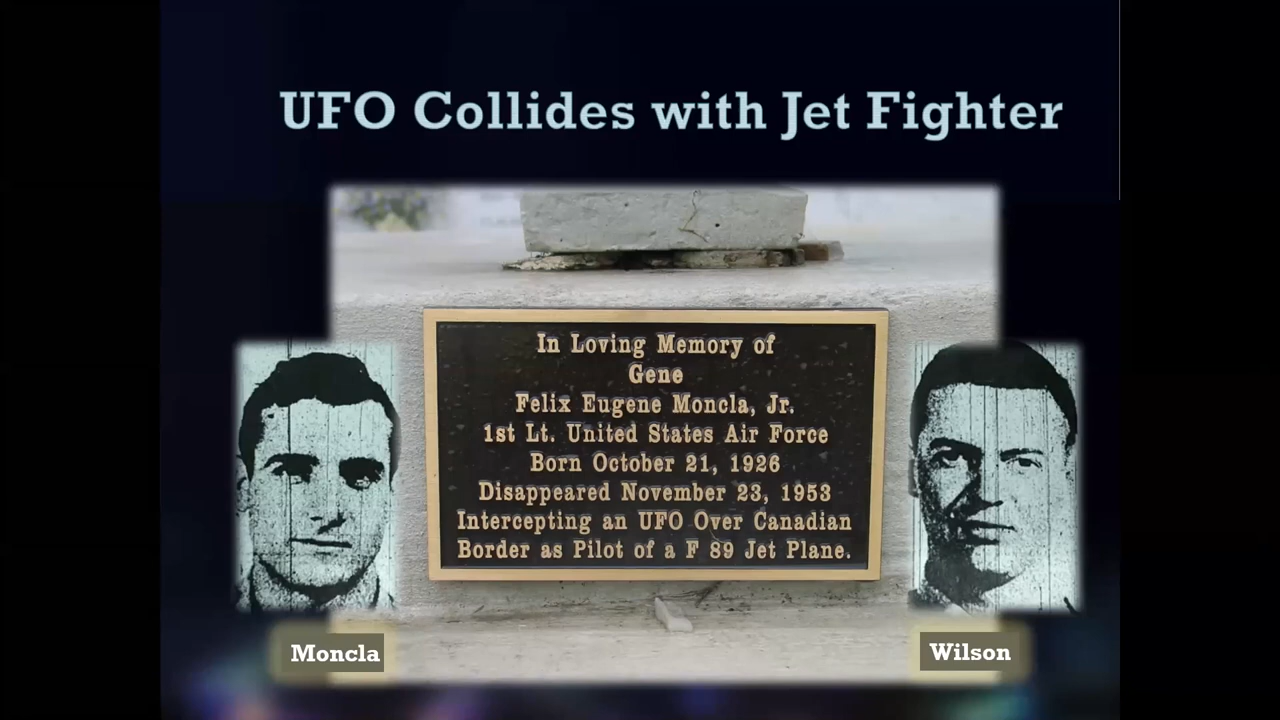 UFO Collides with Jet Fighter
In Loving Memory of
Gene
Felix Eugene Moncla, Jr.
1st Lt. United States Air Force
Born October 21, 1926
Disappeared November 23, 1953
Intercepting an UFO Over Canadian
Border as Pilot of a F 89 Jet Plane.
Moncla
Wilson